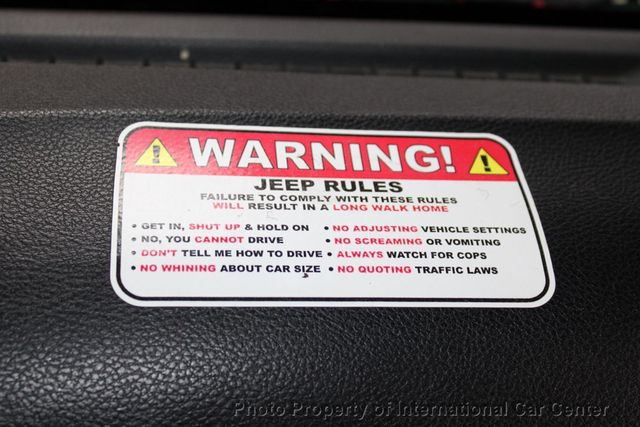 WARNING!
JEEP RULES
FAILURE TO COMPLY WITH THESE RULES
WILL RESULT IN A LONG WALK HOME
• GET IN, SHUT UP & HOLD ON
• NO, YOU CANNOT DRIVE
• DON'T TELL ME HOW TO DRIVE
• NO WHINING ABOUT CAR SIZE
• NO ADJUSTING VEHICLE SETTINGS
• NO SCREAMING OR VOMITING
• ALWAYS WATCH FOR COPS
• NO QUOTING TRAFFIC LAWS
Photo Property of International Car Center